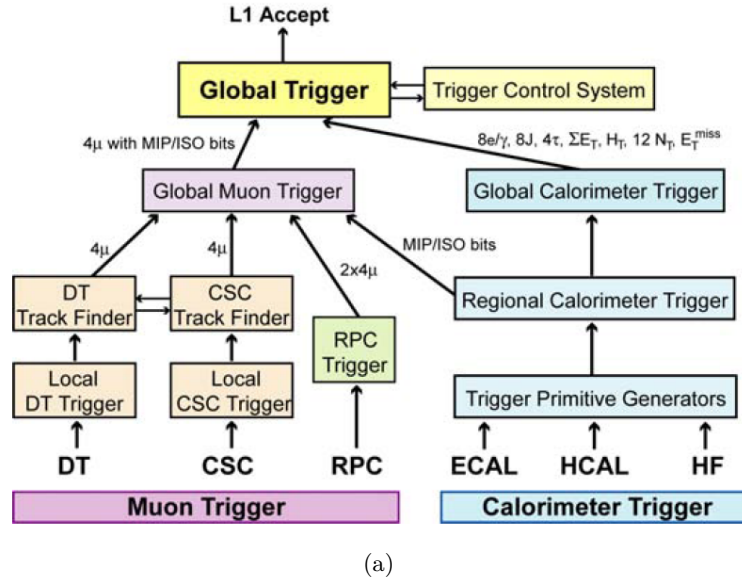 L1 Accept
Global Trigger
Trigger Control System
4μ with MIP/ISO bits
8e/γ, 8J, 4τ, ΣE_T, H_T, 12 N_T, E_T^miss
Global Muon Trigger
Global Calorimeter Trigger
4μ
4μ
2x4μ
MIP/ISO bits
DT
Track Finder
CSC
Track Finder
Regional Calorimeter Trigger
RPC
Trigger
Local
DT Trigger
Local
CSC Trigger
Trigger Primitive Generators
DT
CSC
RPC
ECAL
HCAL
HF
Muon Trigger
Calorimeter Trigger
(a)